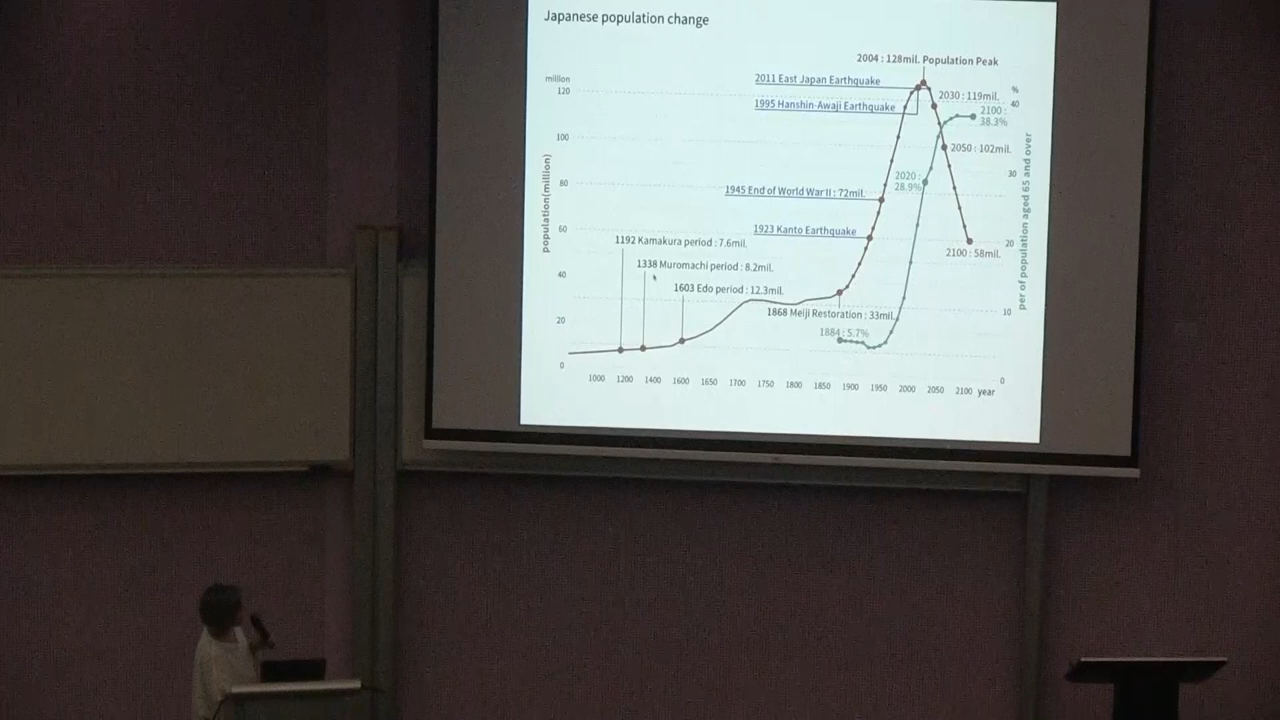 Japanese population change
2004 : 128mil. Population Peak
million
120
100
80
60
40
20
0
population(million)
2011 East Japan Earthquake
1995 Hanshin-Awaji Earthquake
1945 End of World War II : 72mil.
1923 Kanto Earthquake
1192 Kamakura period : 7.6mil.
1338 Muromachi period : 8.2mil.
1603 Edo period : 12.3mil.
1868 Meiji Restoration : 33mil.
1884 : 5.7%
2020 :
28.9%
2030 : 119mil.
2100 :
38.3%
2050 : 102mil.
2100 : 58mil.
%
40
30
20
10
0
per of population aged 65 and over
1000 1200 1400 1600 1650 1700 1750 1800 1850 1900 1950 2000 2050 2100 year